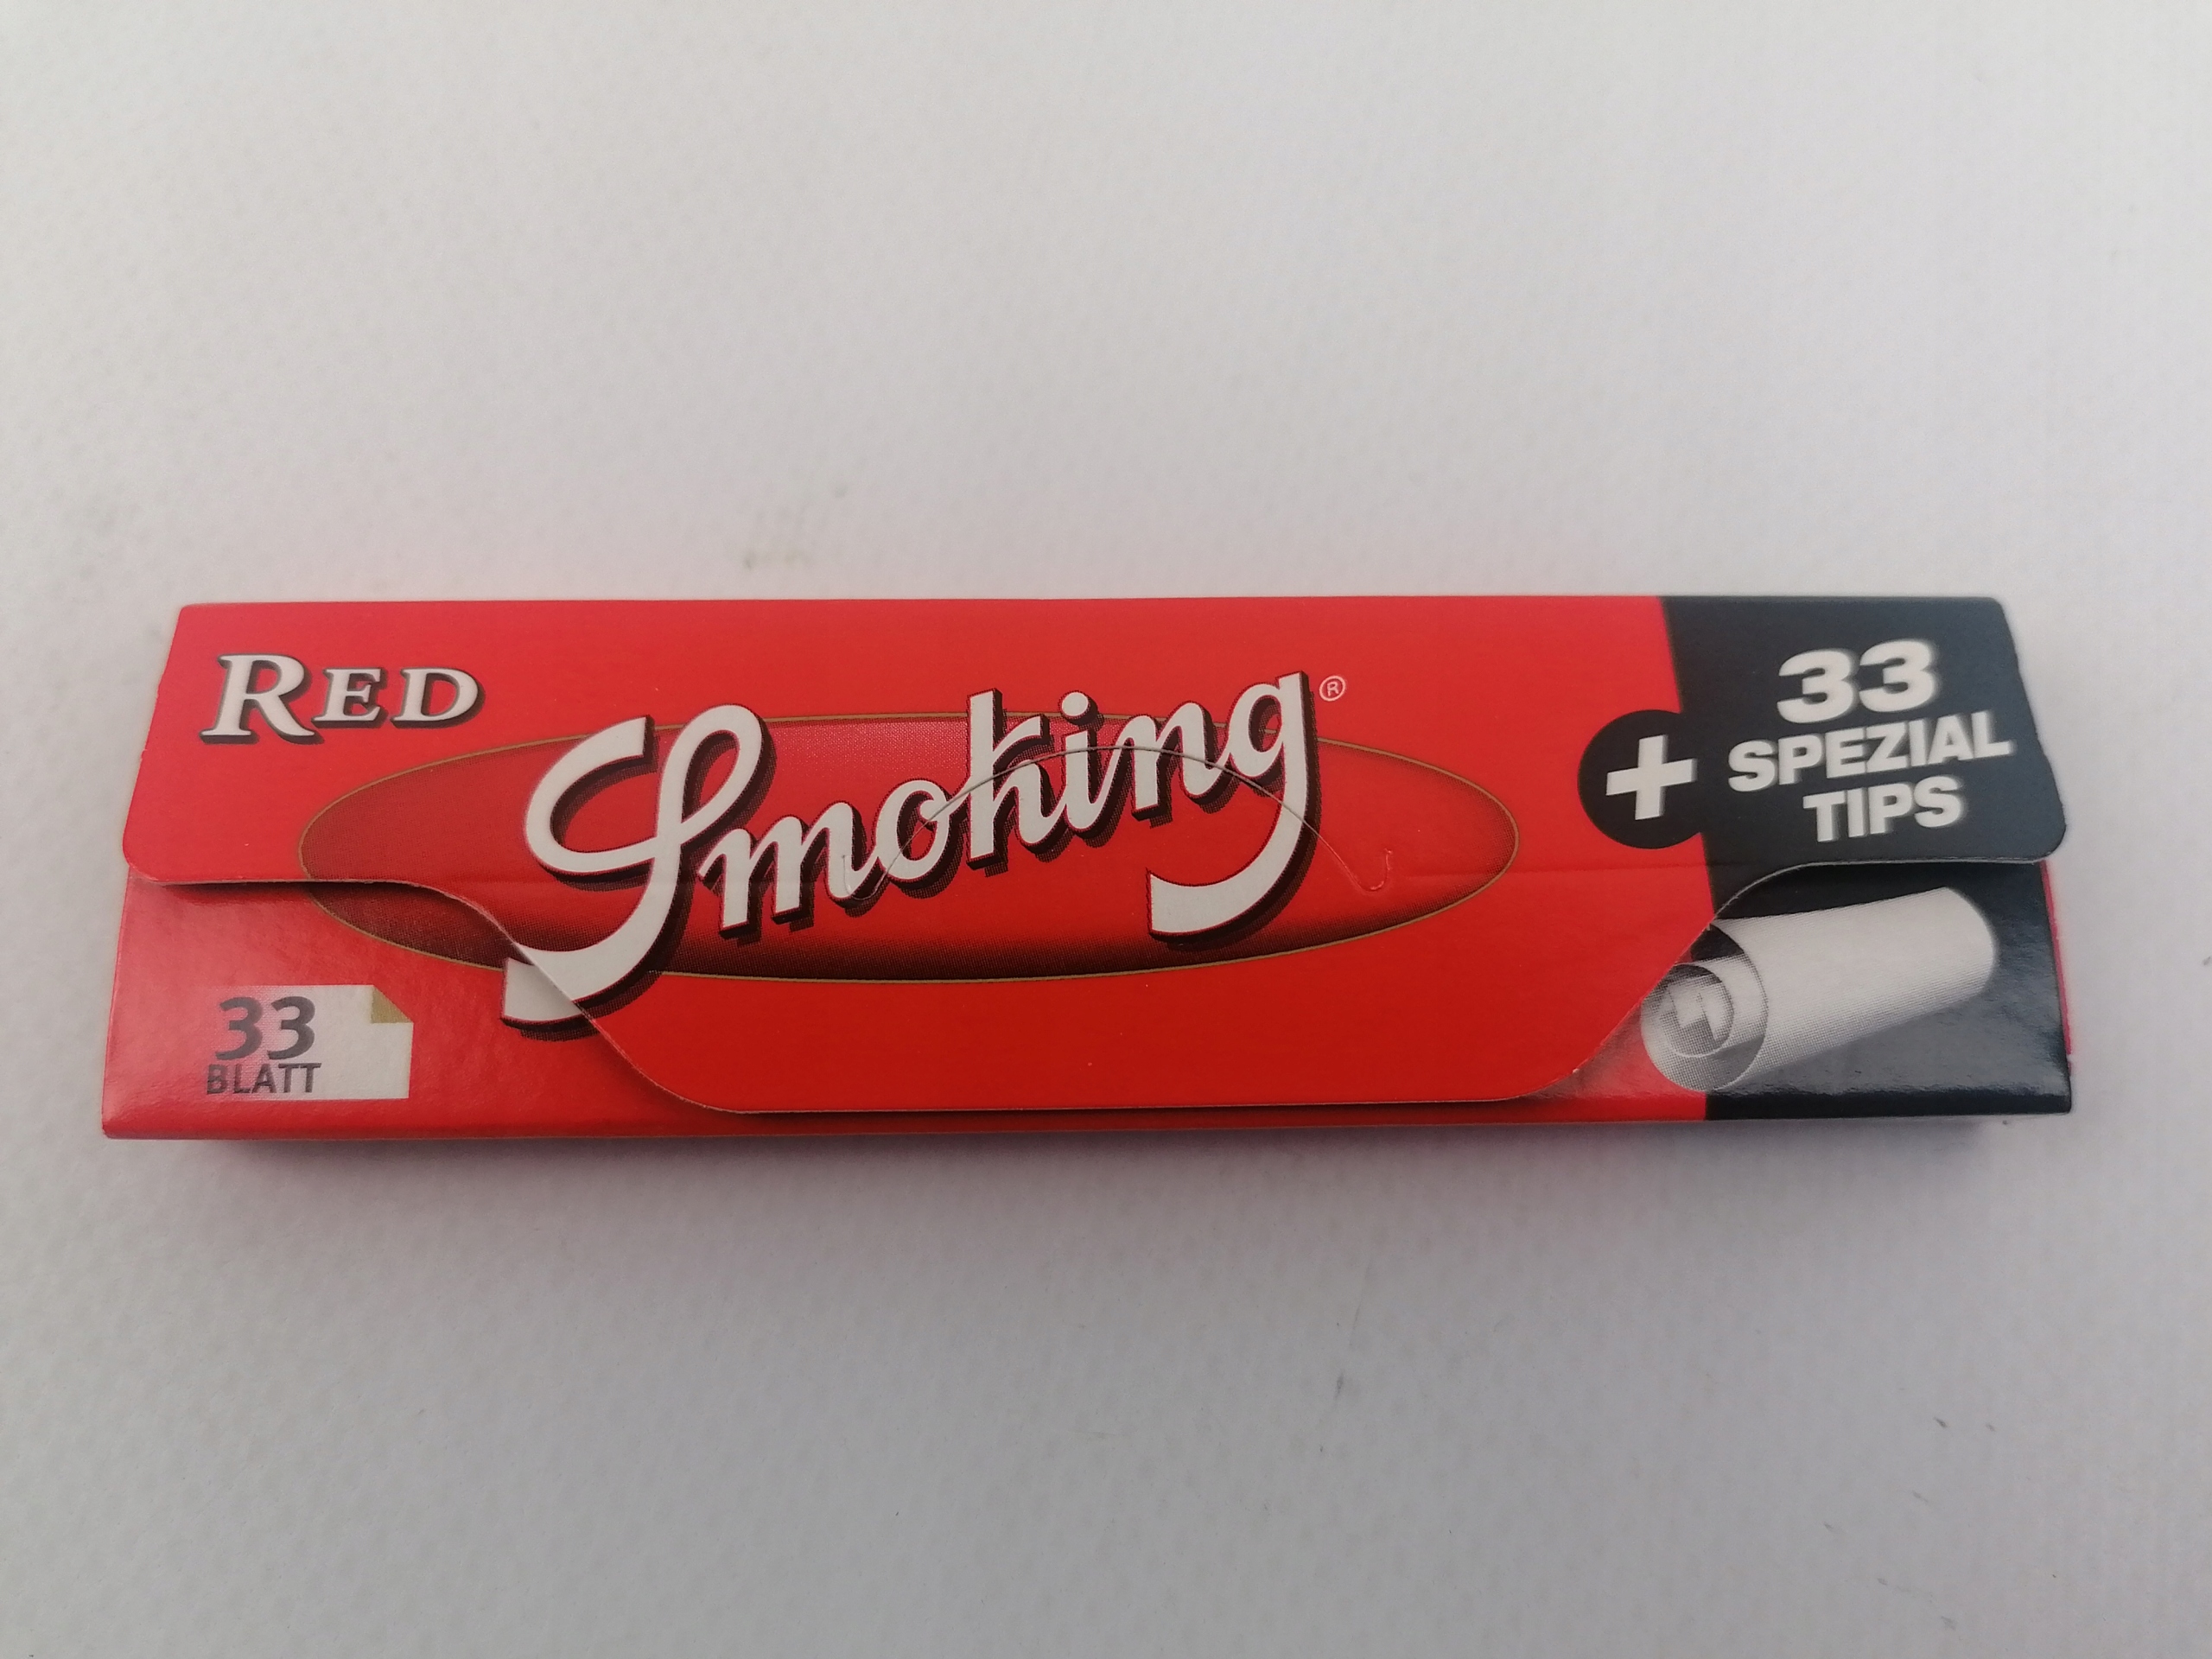 RED
Smoking®
+
33
SPEZIAL
TIPS
33
BLATT